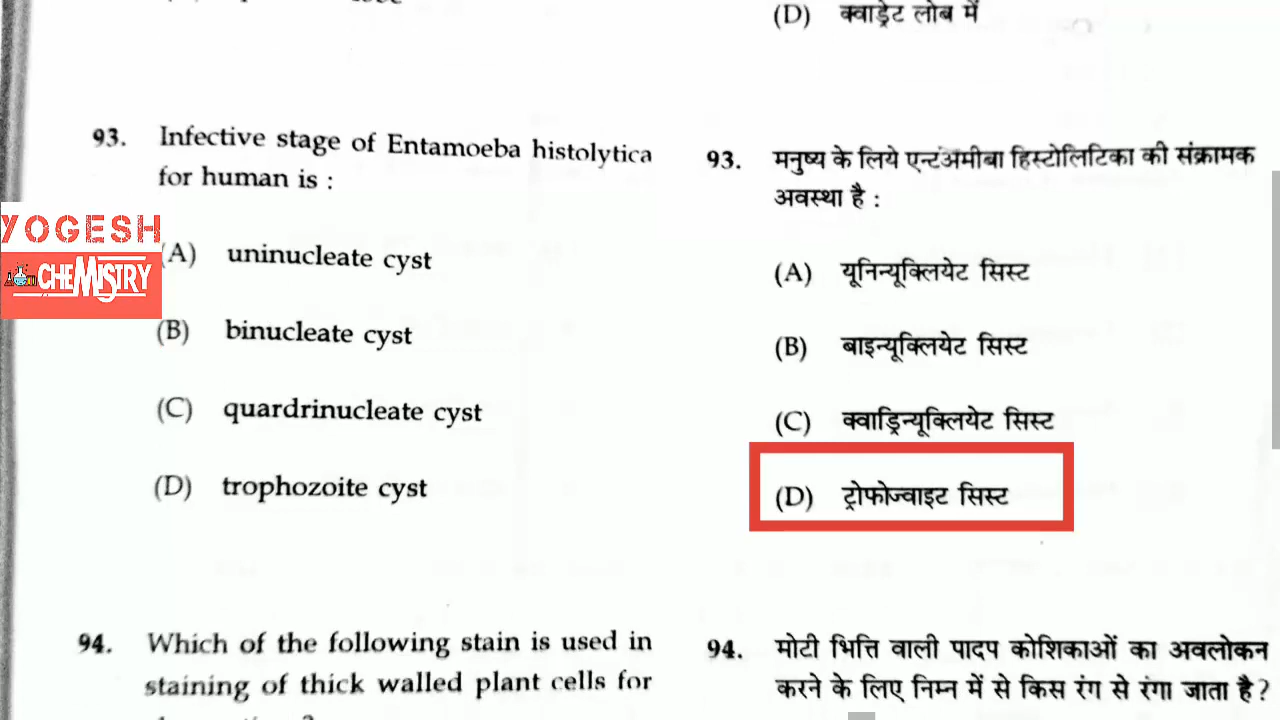 (D) क्वाड्रेट लोब में
93. Infective stage of Entamoeba histolytica
for human is :
(A) uninucleate cyst
(B) binucleate cyst
(C) quardrinucleate cyst
(D) trophozoite cyst
94. Which of the following stain is used in
staining of thick walled plant cells for
93. मनुष्य के लिये एन्टअमीबा हिस्टोलिटिका की संक्रामक
अवस्था है :
(A) यूनिन्यूक्लियेट सिस्ट
(B) बाइन्यूक्लियेट सिस्ट
(C) क्वाड्रिन्यूक्लियेट सिस्ट
(D) ट्रोफोज्वाइट सिस्ट
94. मोटी भित्ति वाली पादप कोशिकाओं का अवलोकन
करने के लिए निम्न में से किस रंग से रंगा जाता है ?
YOGESH
CHEMISTRY